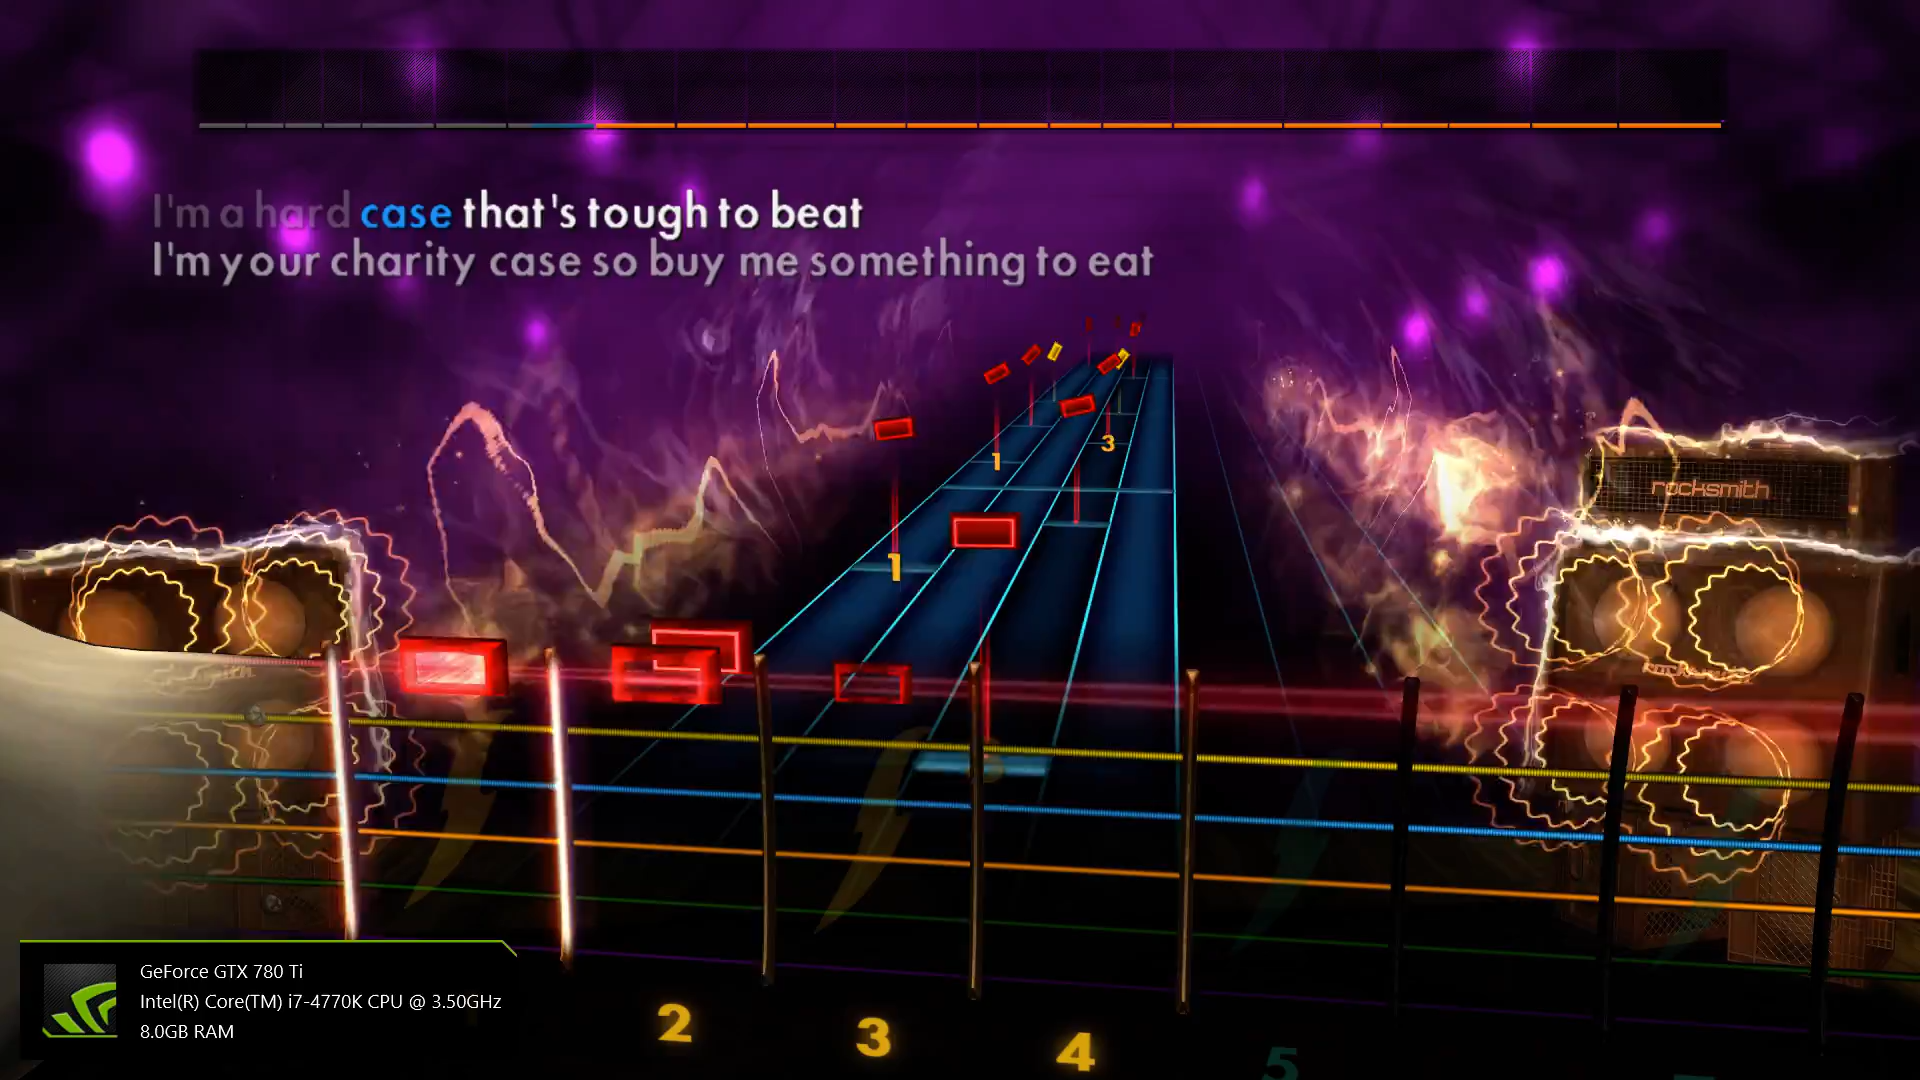 I'm a hard case that's tough to beat
I'm your charity case so buy me something to eat
3
1
rocksmith
1
GeForce GTX 780 Ti
Intel(R) Core(TM) i7-4770K CPU @ 3.50GHz
8.0GB RAM
2
3
4
5